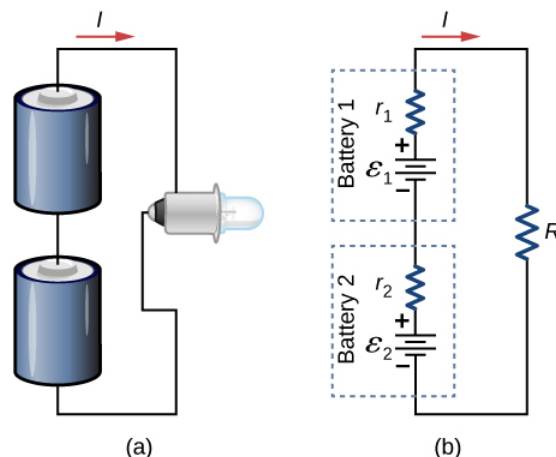 I
(a)
I
Battery 1
r1
+
ε1
−
Battery 2
r2
+
ε2
−
R
(b)